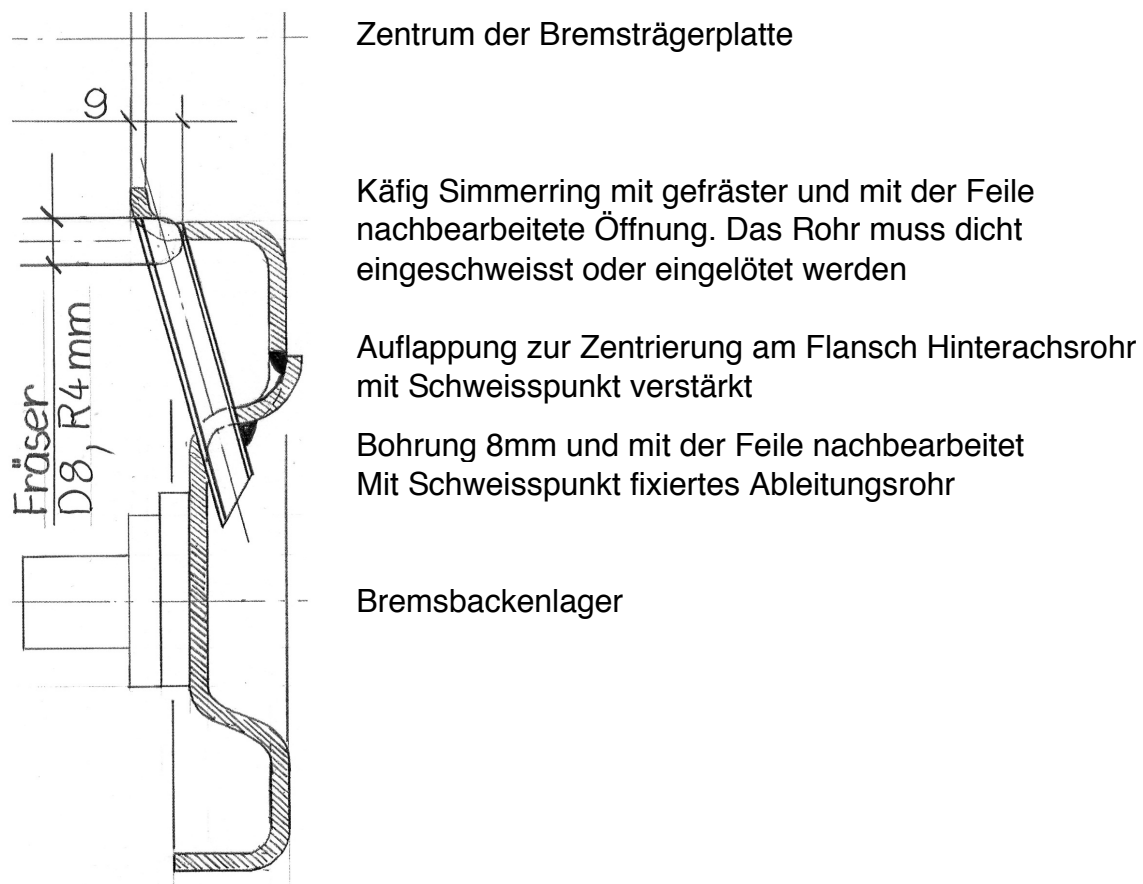 Zentrum der Bremsträgerplatte
9
Käfig Simmerring mit gefräster und mit der Feile
nachbearbeitete Öffnung. Das Rohr muss dicht
eingeschweisst oder eingelötet werden
Auflappung zur Zentrierung am Flansch Hinterachsrohr
mit Schweisspunkt verstärkt
Fräser
D8, R4mm
Bohrung 8mm und mit der Feile nachbearbeitet
Mit Schweisspunkt fixiertes Ableitungsrohr
Bremsbackenlager